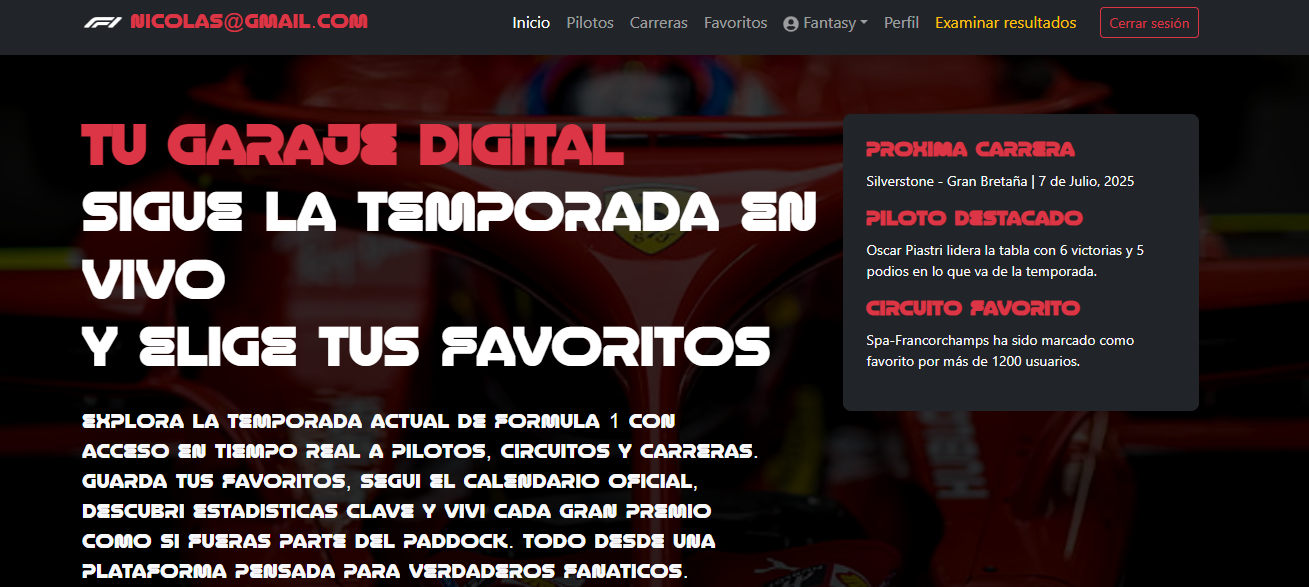 F1 NICOLAS@GMAIL.COM Inicio Pilotos Carreras Favoritos Fantasy Perfil Examinar resultados Cerrar sesión
TU GARAJE DIGITAL
SIGUE LA TEMPORADA EN
VIVO
Y ELIGE TUS FAVORITOS
EXPLORA LA TEMPORADA ACTUAL DE FORMULA 1 CON
ACCESO EN TIEMPO REAL A PILOTOS, CIRCUITOS Y CARRERAS.
GUARDA TUS FAVORITOS, SEGUI EL CALENDARIO OFICIAL,
DESCUBRI ESTADISTICAS CLAVE Y VIVI CADA GRAN PREMIO
COMO SI FUERAS PARTE DEL PADDOCK. TODO DESDE UNA
PLATAFORMA PENSADA PARA VERDADEROS FANATICOS.
PROXIMA CARRERA
Silverstone - Gran Bretaña | 7 de Julio, 2025
PILOTO DESTACADO
Oscar Piastri lidera la tabla con 6 victorias y 5
podios en lo que va de la temporada.
CIRCUITO FAVORITO
Spa-Francorchamps ha sido marcado como
favorito por más de 1200 usuarios.